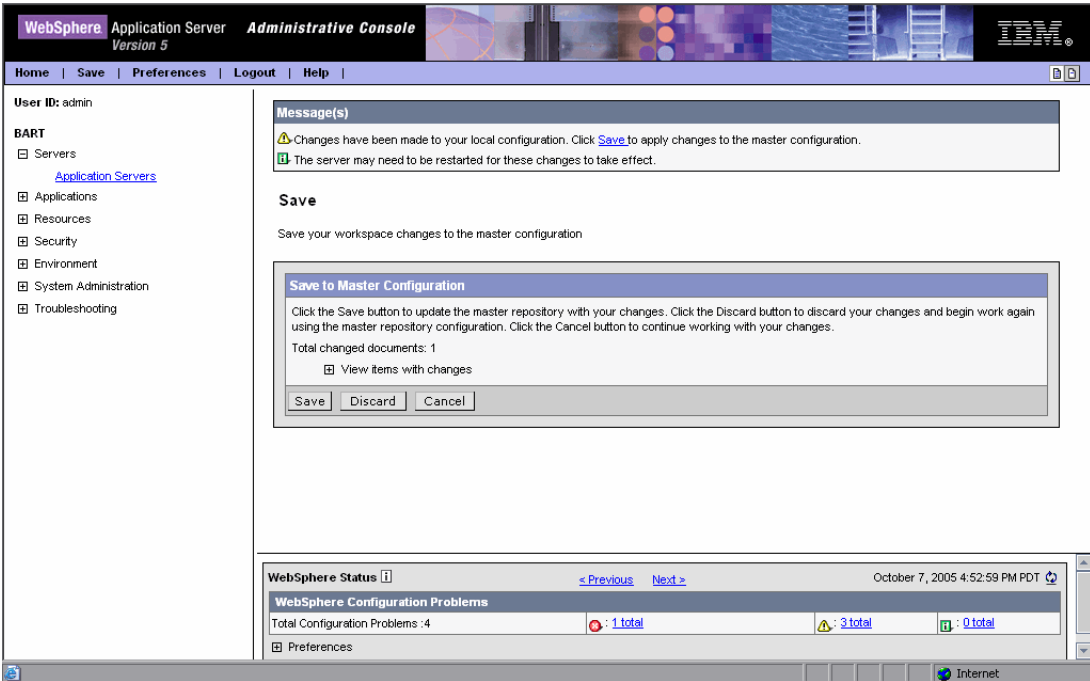 WebSphere. Application Server Administrative Console
Version 5
IBM®
Home | Save | Preferences | Logout | Help |
User ID: admin
BART
Servers
Application Servers
Applications
Resources
Security
Environment
System Administration
Troubleshooting
Message(s)
Changes have been made to your local configuration. Click Save to apply changes to the master configuration.
The server may need to be restarted for these changes to take effect.
Save
Save your workspace changes to the master configuration
Save to Master Configuration
Click the Save button to update the master repository with your changes. Click the Discard button to discard your changes and begin work again
using the master repository configuration. Click the Cancel button to continue working with your changes.
Total changed documents: 1
View items with changes
Save Discard Cancel
WebSphere Status i < Previous Next > October 7, 2005 4:52:59 PM PDT
WebSphere Configuration Problems
Total Configuration Problems :4 : 1 total : 3 total : 0 total
Preferences
Internet